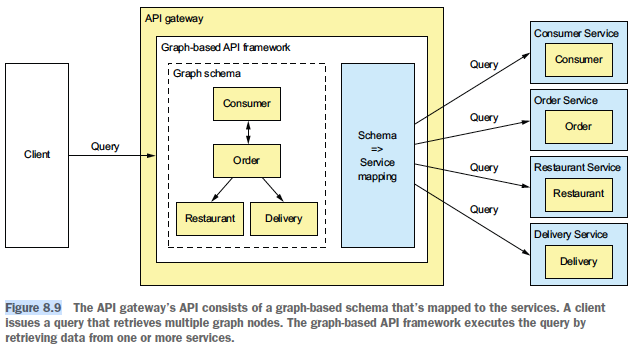 API gateway
Graph-based API framework
Graph schema
Client
Query
Consumer
Order
Restaurant
Delivery
Schema
=>
Service
mapping
Query
Query
Query
Query
Consumer Service
Consumer
Order Service
Order
Restaurant Service
Restaurant
Delivery Service
Delivery
Figure 8.9 The API gateway's API consists of a graph-based schema that's mapped to the services. A client
issues a query that retrieves multiple graph nodes. The graph-based API framework executes the query by
retrieving data from one or more services.